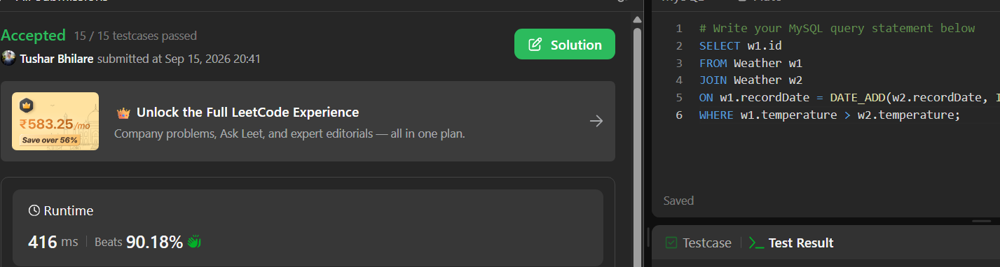 Accepted 15 / 15 testcases passed
Tushar Bhilare submitted at Sep 15, 2026 20:41
Solution
₹583.25/mo
Save over 56%
Unlock the Full LeetCode Experience
Company problems, Ask Leet, and expert editorials — all in one plan.
Runtime
416 ms | Beats 90.18%
1 # Write your MySQL query statement below
2 SELECT w1.id
3 FROM Weather w1
4 JOIN Weather w2
5 ON w1.recordDate = DATE_ADD(w2.recordDate,
6 WHERE w1.temperature > w2.temperature;
Saved
Testcase | >_ Test Result